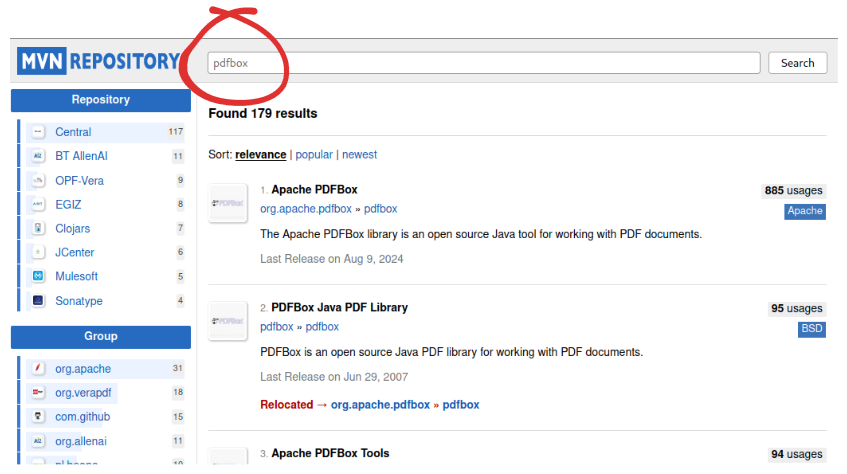 MVN REPOSITORY
pdfbox
Search
Repository
Central 117
BT AllenAI 11
OPF-Vera 9
EGIZ 8
Clojars 7
JCenter 6
Mulesoft 5
Sonatype 4
Group
org.apache 31
org.verapdf 18
com.github 15
org.allenai 11
Found 179 results
Sort: relevance | popular | newest
1. Apache PDFBox
885 usages
org.apache.pdfbox » pdfbox
Apache
The Apache PDFBox library is an open source Java tool for working with PDF documents.
Last Release on Aug 9, 2024
2. PDFBox Java PDF Library
95 usages
pdfbox » pdfbox
BSD
PDFBox is an open source Java PDF library for working with PDF documents.
Last Release on Jun 29, 2007
Relocated → org.apache.pdfbox » pdfbox
3. Apache PDFBox Tools
94 usages